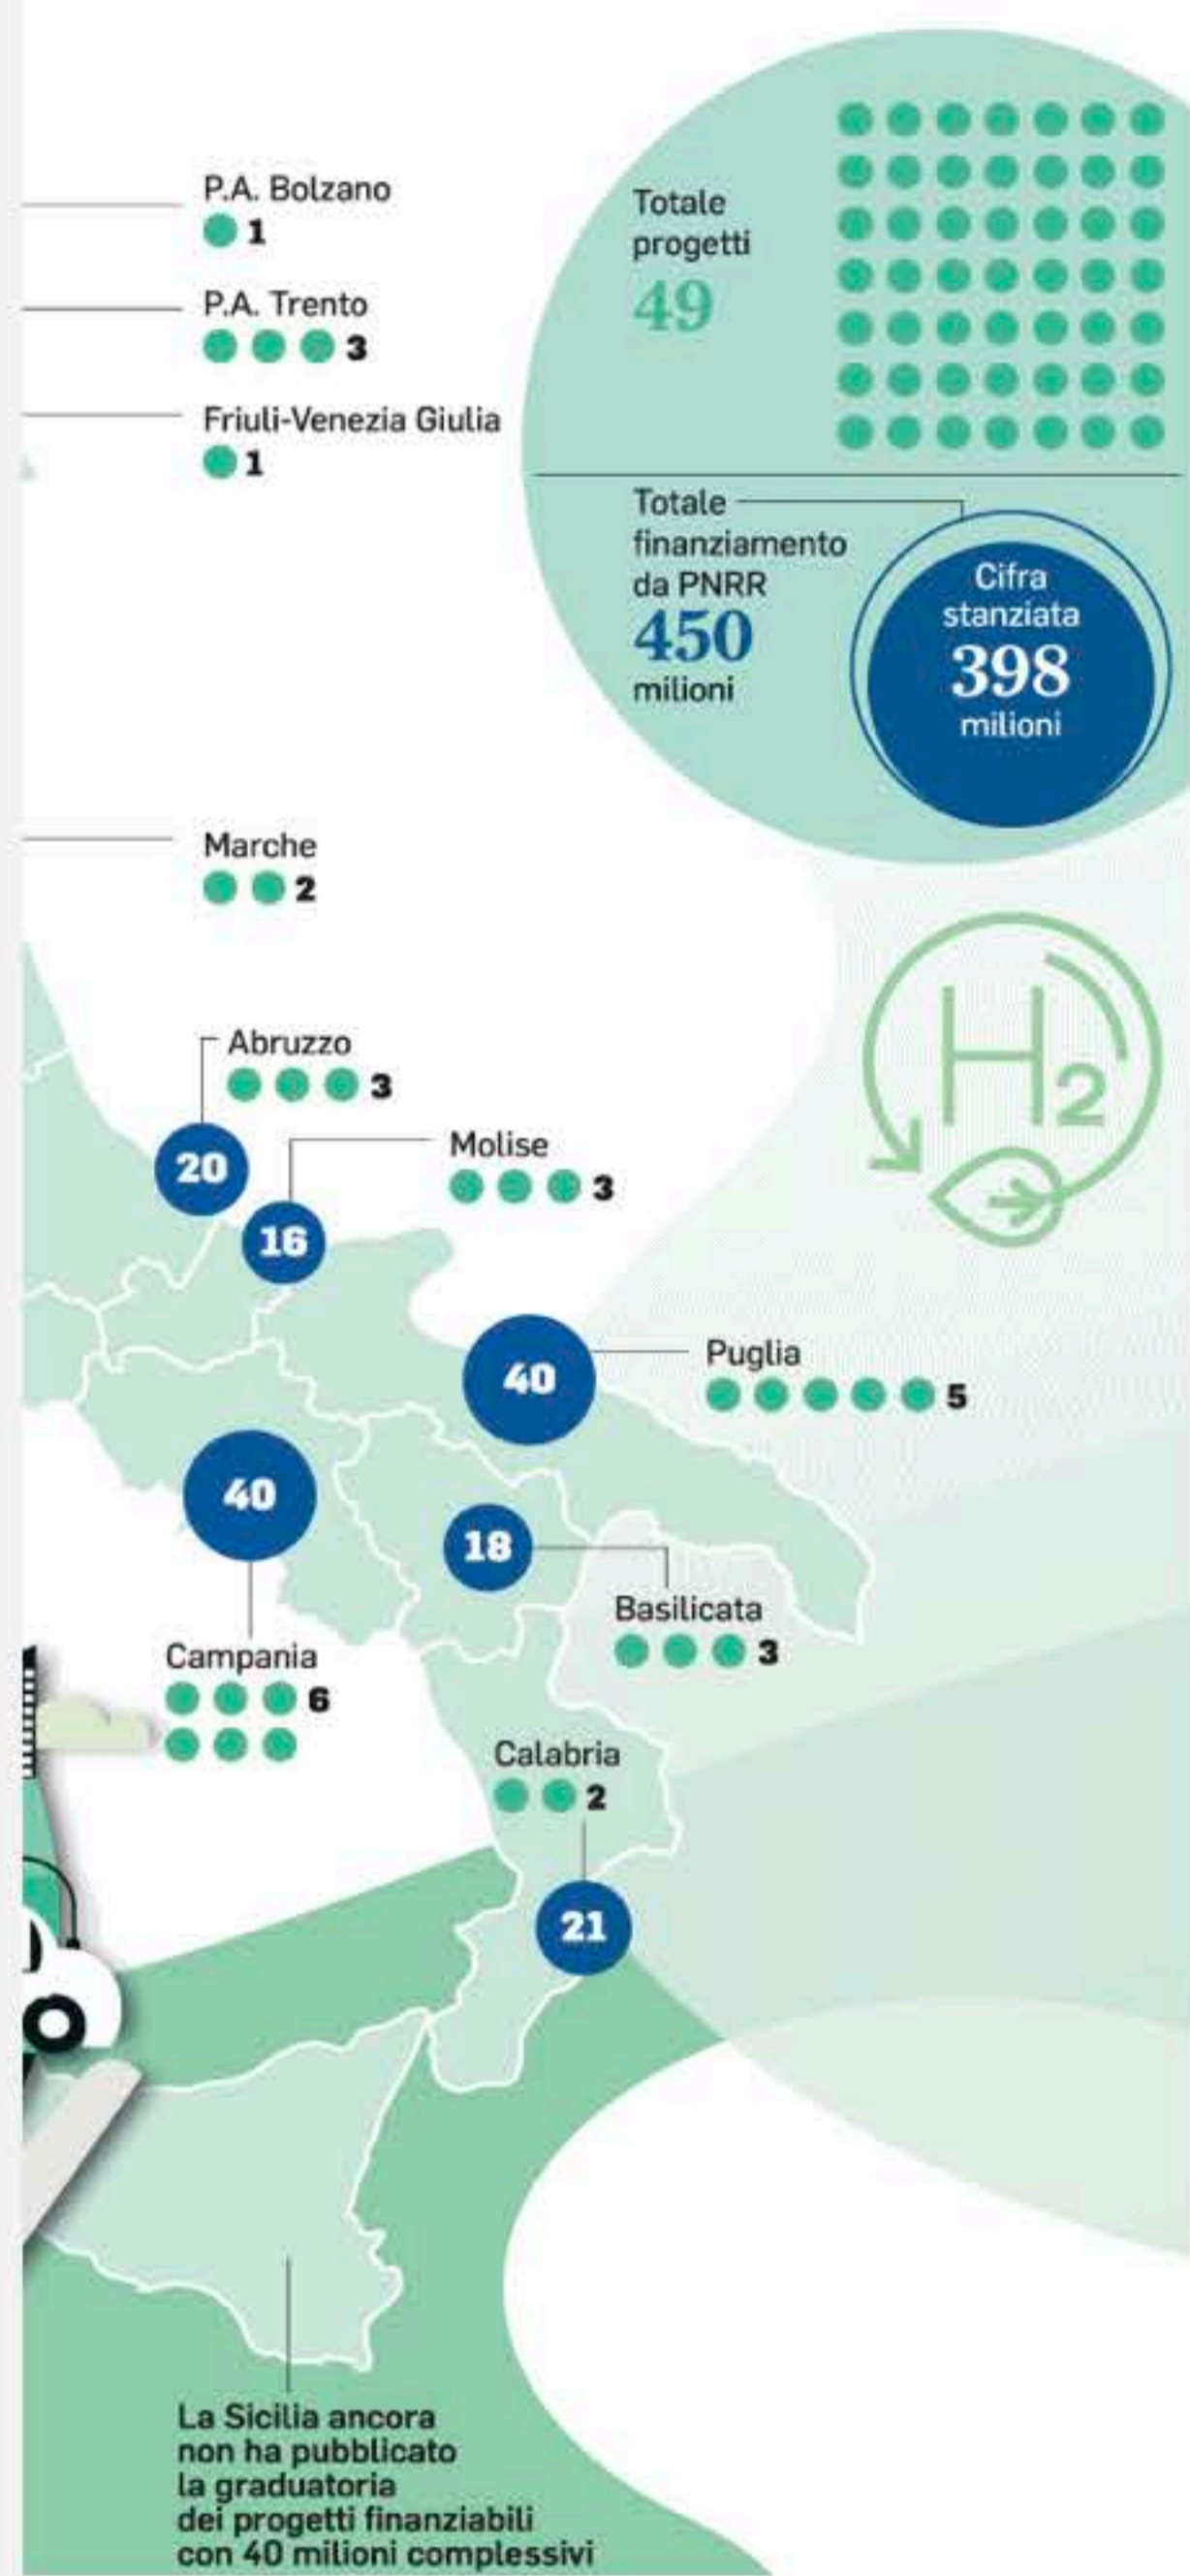 P.A. Bolzano
1
P.A. Trento
3
Friuli-Venezia Giulia
1
Totale
progetti
49
Totale
finanziamento
da PNRR
450
milioni
Cifra
stanziata
398
milioni
Marche
2
H2
Abruzzo
3
20
Molise
3
16
Puglia
5
40
40
18
Basilicata
3
Campania
6
Calabria
2
21
La Sicilia ancora
non ha pubblicato
la graduatoria
dei progetti finanziabili
con 40 milioni complessivi